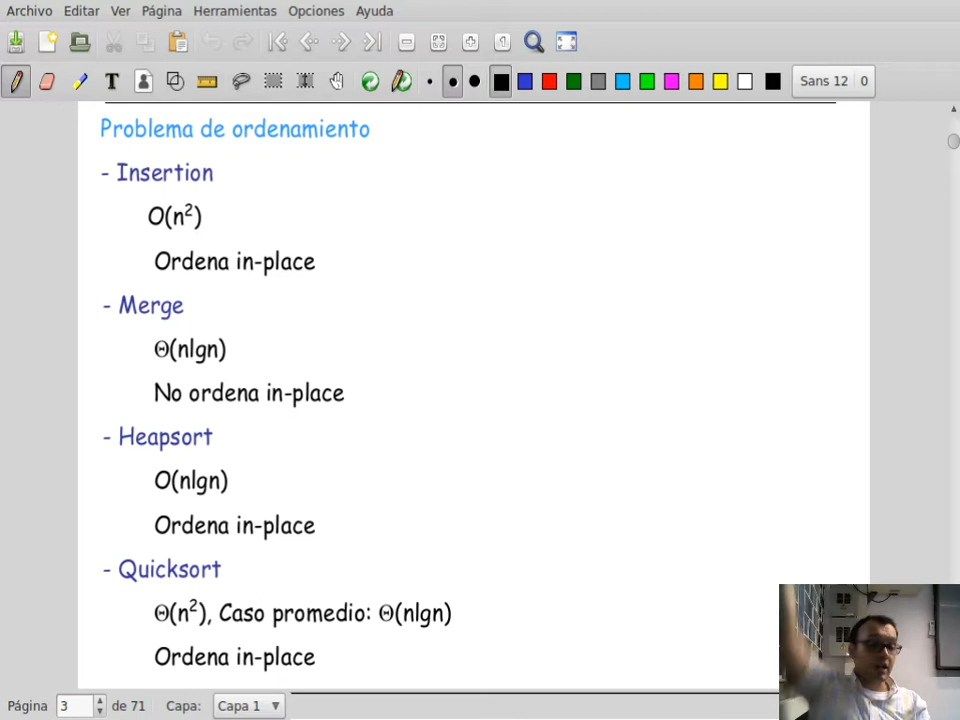 Archivo Editar Ver Página Herramientas Opciones Ayuda
T Sans 12 0
Problema de ordenamiento
- Insertion
O(n²)
Ordena in-place
- Merge
Θ(nlgn)
No ordena in-place
- Heapsort
O(nlgn)
Ordena in-place
- Quicksort
Θ(n²), Caso promedio: Θ(nlgn)
Ordena in-place
Página 3 de 71 Capa: Capa 1